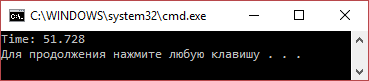 C:\WINDOWS\system32\cmd.exe
Time: 51.728
Для продолжения нажмите любую клавишу . . .